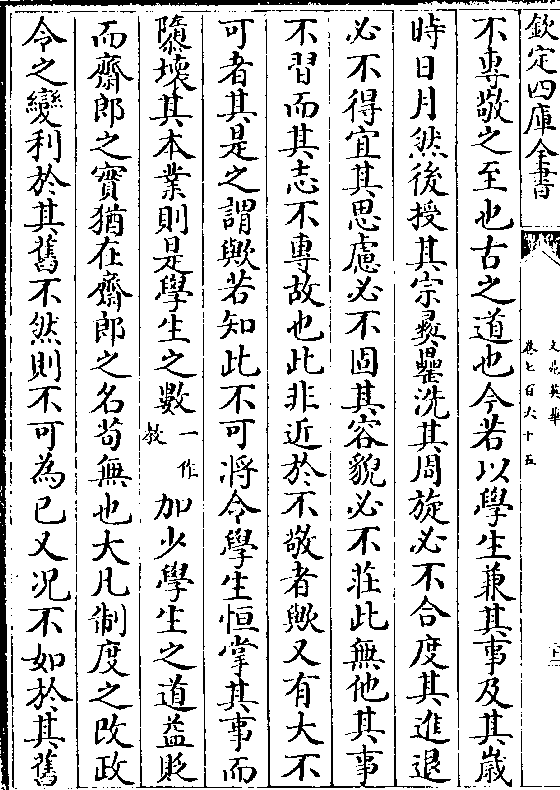 欽定四庫全書
文苑英華
卷七百六十五
三
不專敬之至也古之道也今若以學生兼其事及其歲
時日月然後授其宗彞罍洗其周旋必不合度其進退
必不得宜其思慮必不固其容貌必不莊此無他其事
不習而其志不專故也此非近於不敬者歟又有大不
可者其是之謂歟若知此不可將令學生恒掌其事而
隳壞其本業則是學生之數一作教加少學生之道益貶
而齋郎之實猶在齋郎之名苟無也大凡制度之改政
令之變利於其舊不然則不可為已又況不如於其舊